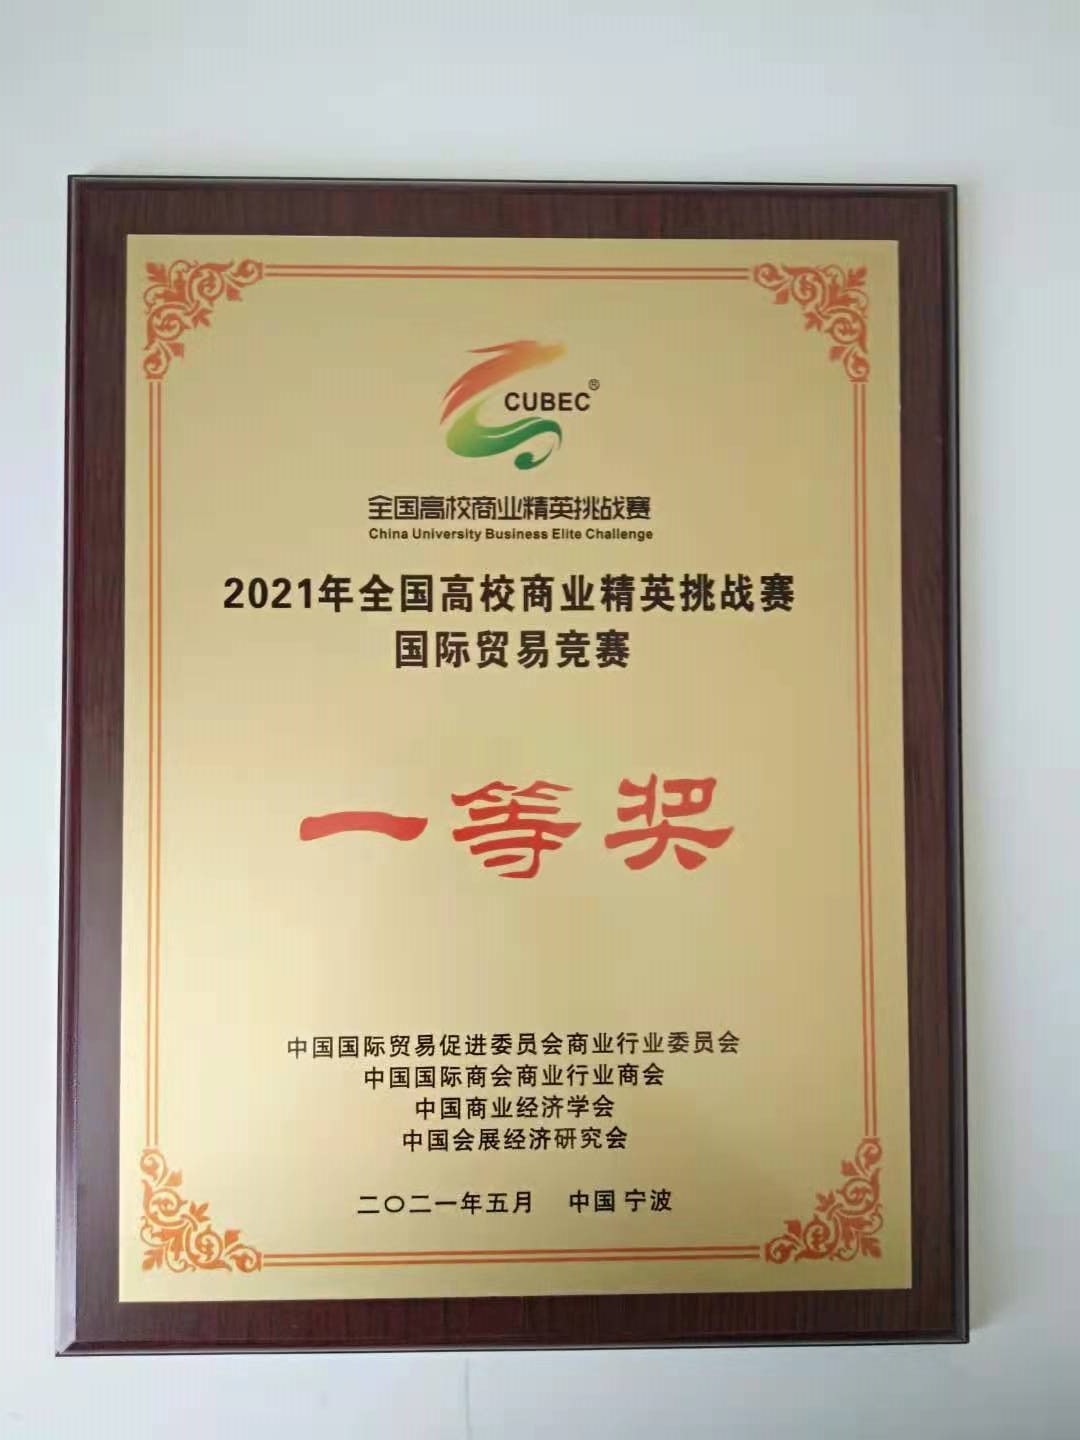 CUBEC®
全国高校商业精英挑战赛
China University Business Elite Challenge
2021年全国高校商业精英挑战赛
国际贸易竞赛
一等奖
中国国际贸易促进委员会商业行业委员会
中国国际商会商业行业商会
中国商业经济学会
中国会展经济研究会
二〇二一年五月 中国 宁波